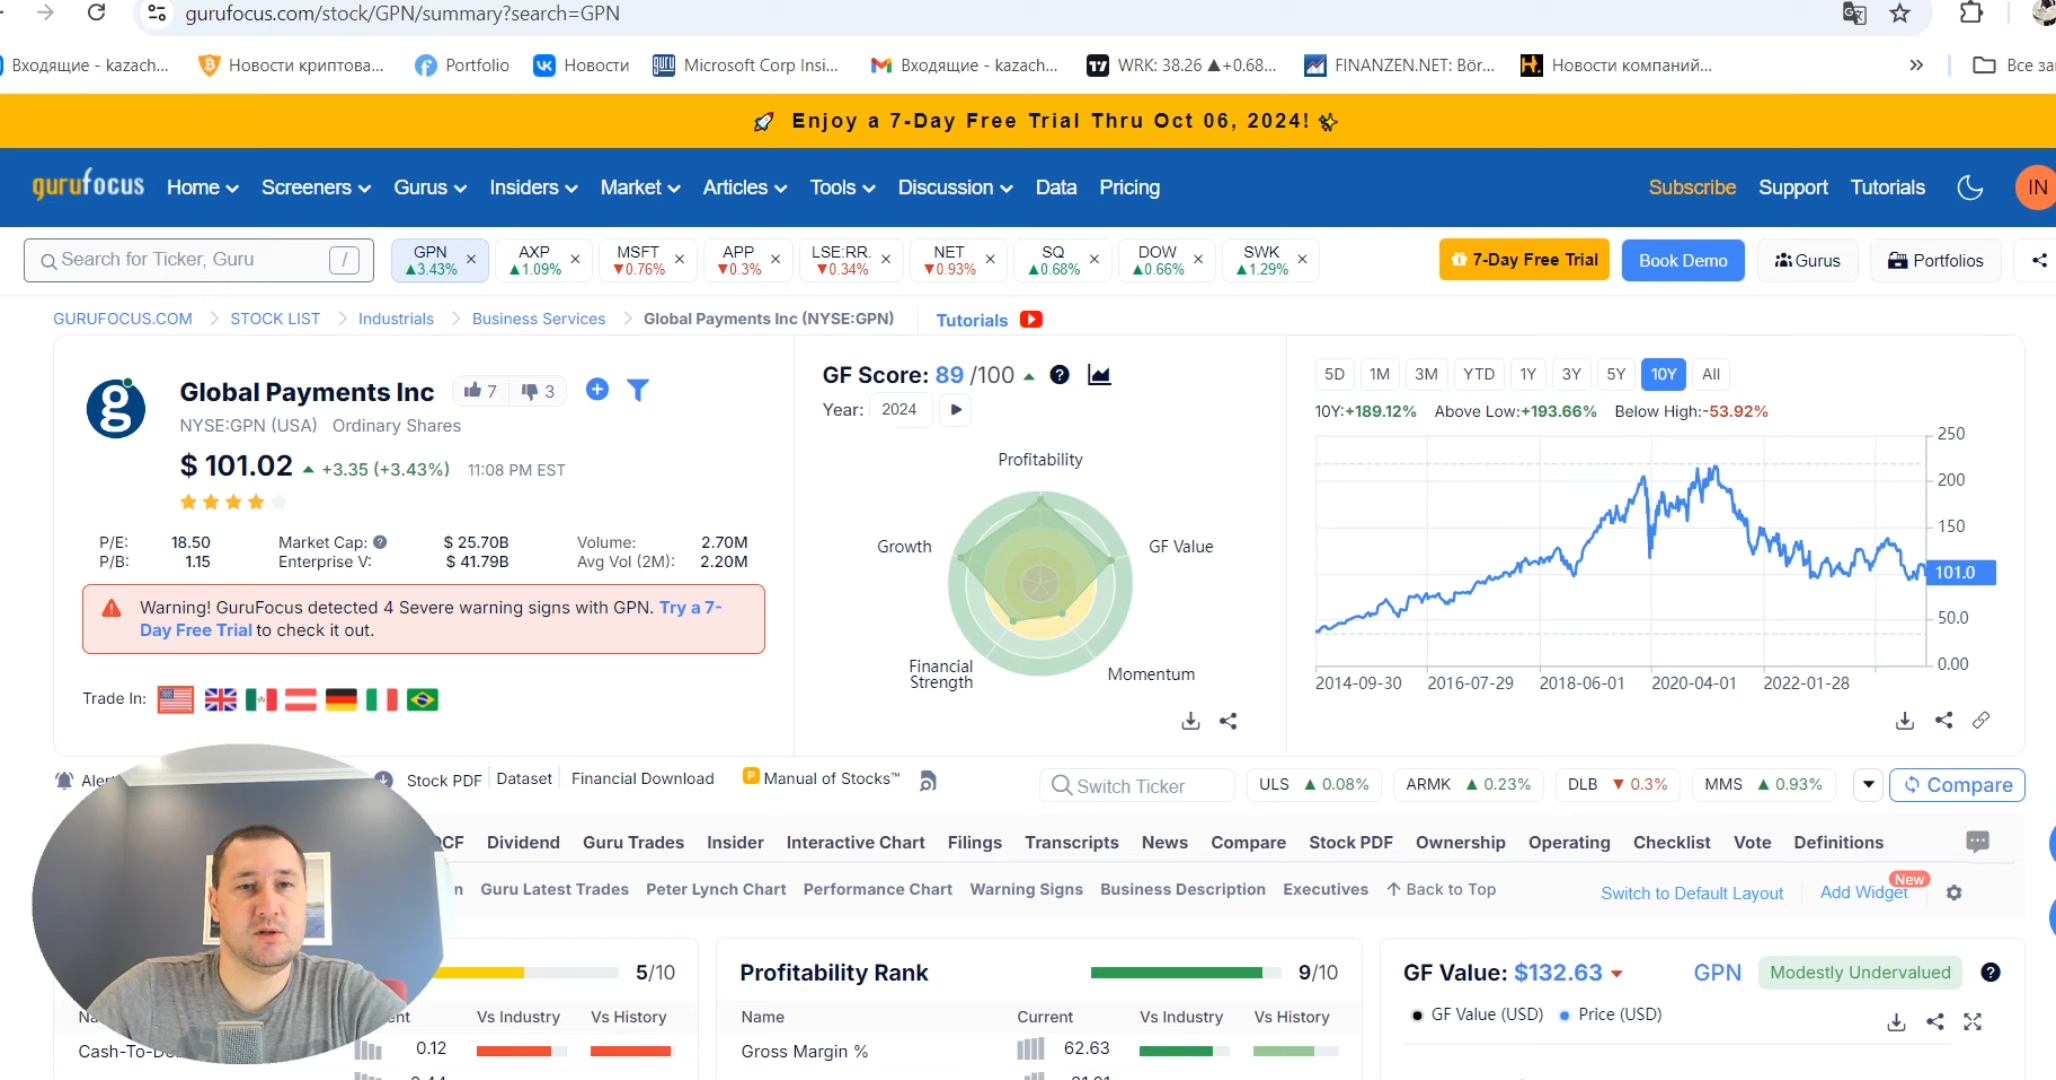 gurufocus.com/stock/GPN/summary?search=GPN
Входящие - kazach... Новости криптова... Portfolio Новости Microsoft Corp Insi... Входящие - kazach... WRK: 38.26 ▲+0.68... FINANZEN.NET: Bör... Новости компаний... » Все за
Enjoy a 7-Day Free Trial Thru Oct 06, 2024!
gurufocus Home Screeners Gurus Insiders Market Articles Tools Discussion Data Pricing Subscribe Support Tutorials IN
Search for Ticker, Guru /
GPN ▲3.43% ×
AXP ▲1.09% ×
MSFT ▼0.76% ×
APP ▼0.3% ×
LSE:RR. ▼0.34% ×
NET ▼0.93% ×
SQ ▲0.68% ×
DOW ▲0.66% ×
SWK ▲1.29% ×
7-Day Free Trial Book Demo Gurus Portfolios
GURUFOCUS.COM > STOCK LIST > Industrials > Business Services > Global Payments Inc (NYSE:GPN) Tutorials
Global Payments Inc 7 3
NYSE:GPN (USA) Ordinary Shares
$ 101.02 ▲ +3.35 (+3.43%) 11:08 PM EST
P/E: 18.50 Market Cap: $ 25.70B Volume: 2.70M
P/B: 1.15 Enterprise V: $ 41.79B Avg Vol (2M): 2.20M
Warning! GuruFocus detected 4 Severe warning signs with GPN. Try a 7-
Day Free Trial to check it out.
Trade In:
GF Score: 89 /100
Year: 2024
Profitability
Growth
GF Value
Financial
Strength
Momentum
5D 1M 3M YTD 1Y 3Y 5Y 10Y All
10Y:+189.12% Above Low:+193.66% Below High:-53.92%
250
200
150
101.0
50.0
0.00
2014-09-30 2016-07-29 2018-06-01 2020-04-01 2022-01-28
Stock PDF Dataset Financial Download P Manual of Stocks™ Switch Ticker ULS ▲ 0.08% ARMK ▲ 0.23% DLB ▼ 0.3% MMS ▲ 0.93% Compare
DCF Dividend Guru Trades Insider Interactive Chart Filings Transcripts News Compare Stock PDF Ownership Operating Checklist Vote Definitions
n Guru Latest Trades Peter Lynch Chart Performance Chart Warning Signs Business Description Executives ↑ Back to Top Switch to Default Layout Add Widget New
5/10
Vs Industry Vs History
0.12
Profitability Rank 9/10
Name Current Vs Industry Vs History
Gross Margin % 62.63
GF Value: $132.63 GPN Modestly Undervalued
GF Value (USD) Price (USD)